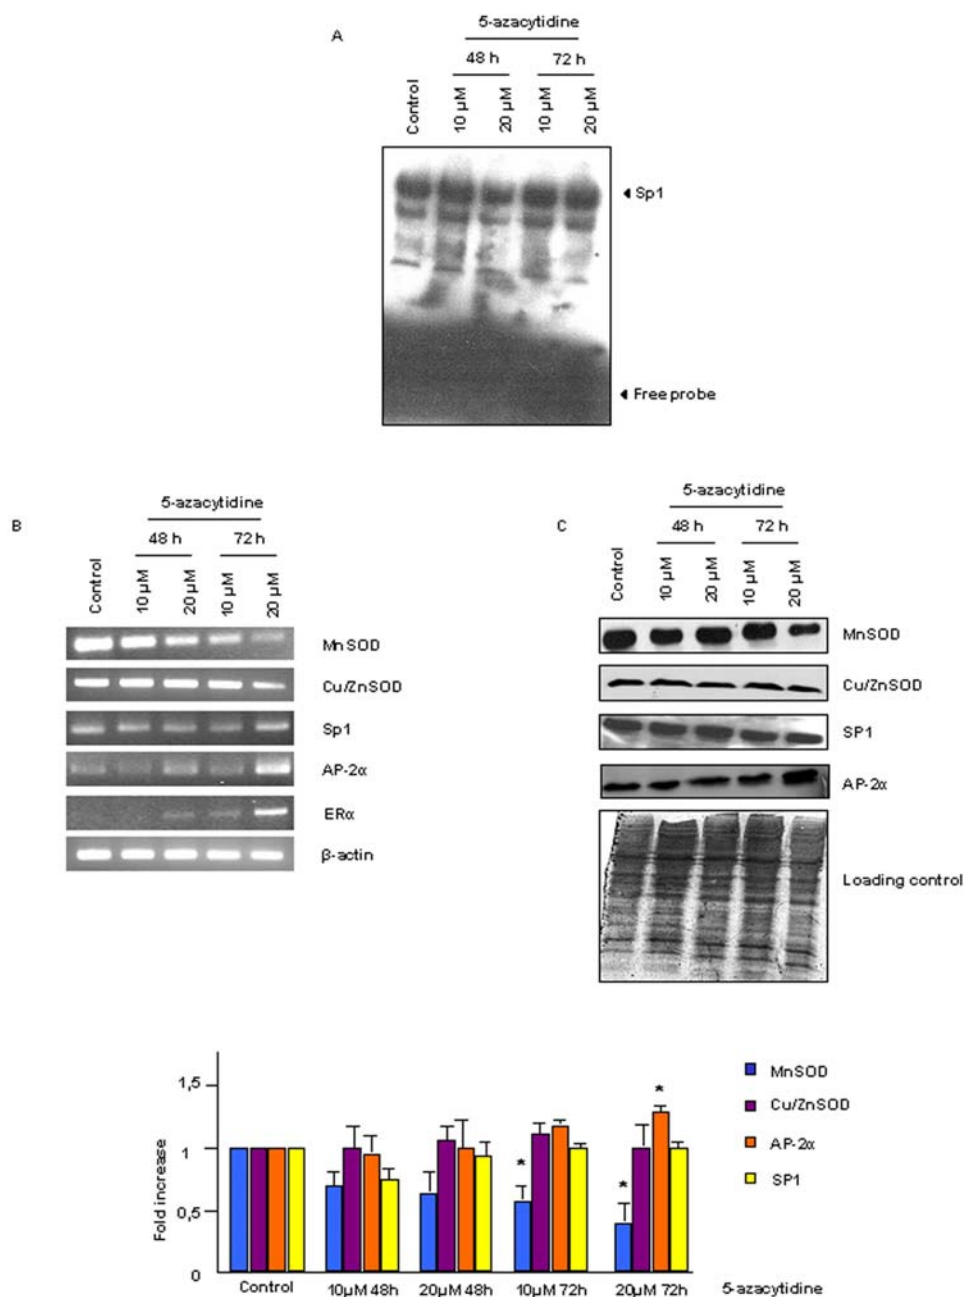 A
5-azacytidine
48 h 72 h
Control 10 µM 20 µM 10 µM 20 µM
Sp1
Free probe
B
5-azacytidine
48 h 72 h
Control 10 µM 20 µM 10 µM 20 µM
MnSOD
Cu/ZnSOD
Sp1
AP-2α
ERα
β-actin
C
5-azacytidine
48 h 72 h
Control 10 µM 20 µM 10 µM 20 µM
MnSOD
Cu/ZnSOD
SP1
AP-2α
Loading control
Fold increase
1,5
1
0,5
0
* * *
MnSOD
Cu/ZnSOD
AP-2α
SP1
Control 10µM 48h 20µM 48h 10µM 72h 20µM 72h 5-azacytidine